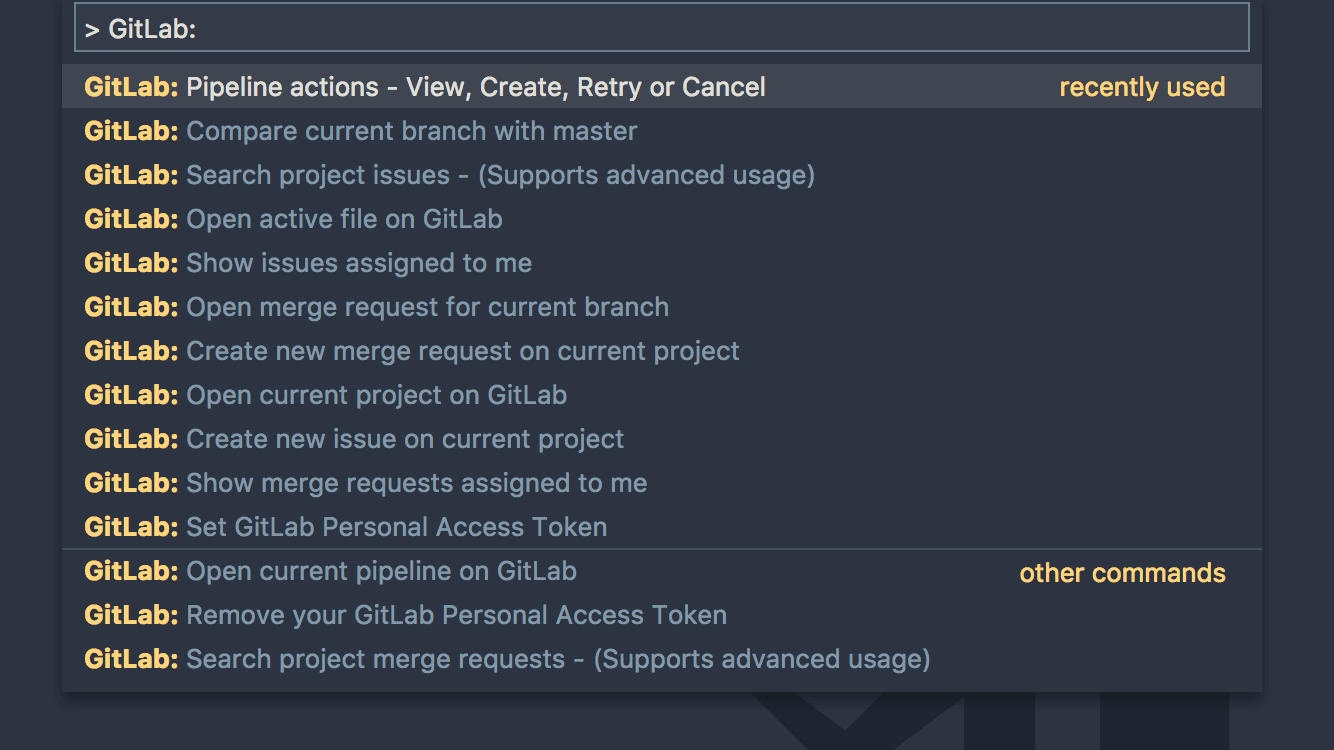 > GitLab:
GitLab: Pipeline actions - View, Create, Retry or Cancel recently used
GitLab: Compare current branch with master
GitLab: Search project issues - (Supports advanced usage)
GitLab: Open active file on GitLab
GitLab: Show issues assigned to me
GitLab: Open merge request for current branch
GitLab: Create new merge request on current project
GitLab: Open current project on GitLab
GitLab: Create new issue on current project
GitLab: Show merge requests assigned to me
GitLab: Set GitLab Personal Access Token
GitLab: Open current pipeline on GitLab other commands
GitLab: Remove your GitLab Personal Access Token
GitLab: Search project merge requests - (Supports advanced usage)